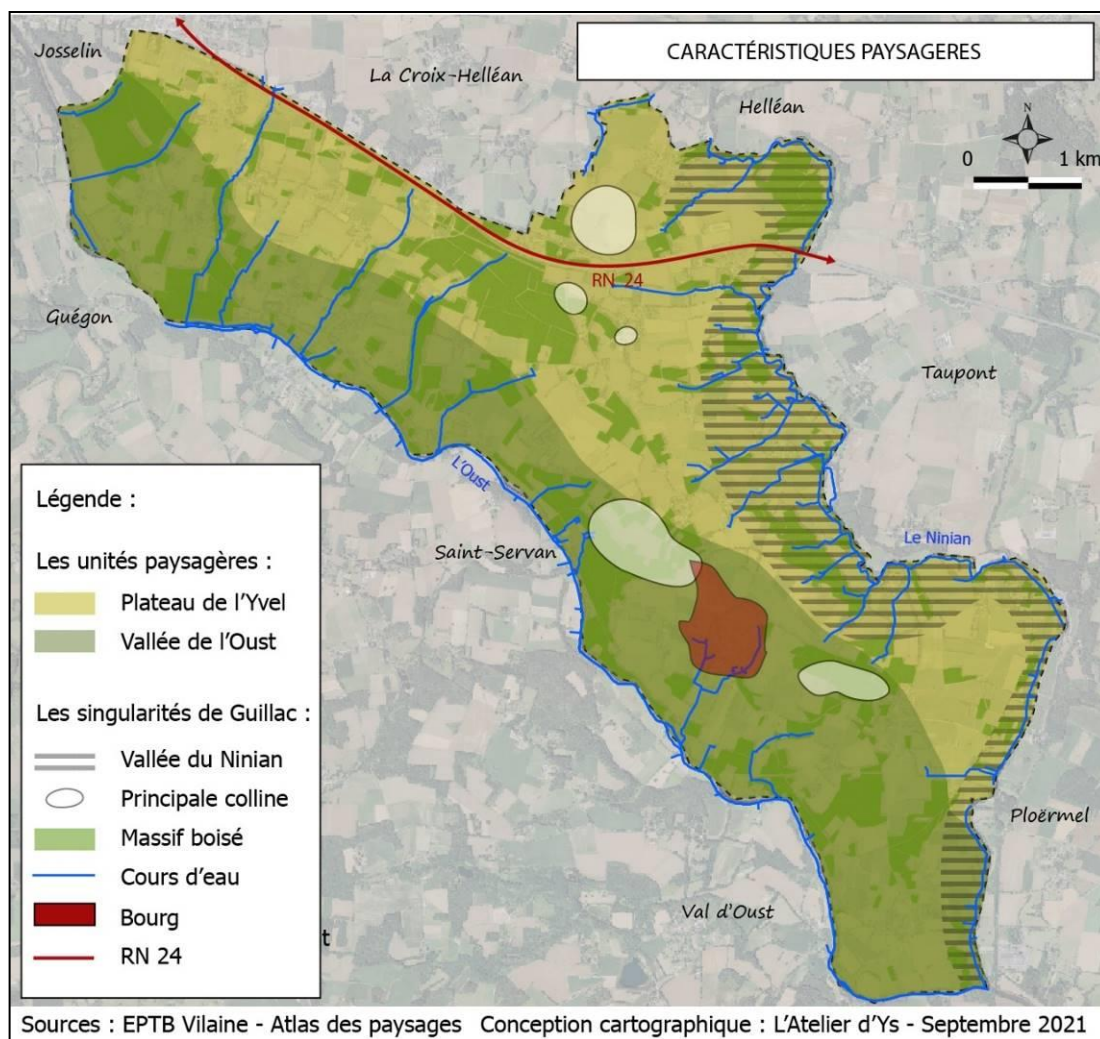 CARACTÉRISTIQUES PAYSAGERES
Josselin
La Croix-Helléan
Helléan
N
0 1 km
RN 24
Guégon
Taupont
L'Oust
Saint-Servan
Le Ninian
Ploërmel
Val d'Oust
Légende :
Les unités paysagères :
Plateau de l'Yvel
Vallée de l'Oust
Les singularités de Guillac :
Vallée du Ninian
Principale colline
Massif boisé
Cours d'eau
Bourg
RN 24
t
Sources : EPTB Vilaine - Atlas des paysages Conception cartographique : L'Atelier d'Ys - Septembre 2021